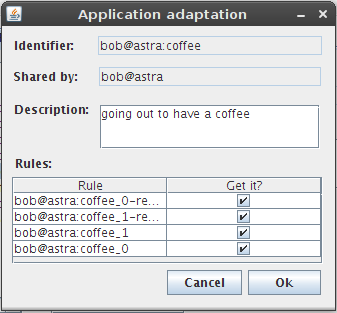 Application adaptation
Identifier: bob@astra:coffee
Shared by: bob@astra
Description: going out to have a coffee
Rules:
Rule Get it?
bob@astra:coffee_0-re...
bob@astra:coffee_1-re...
bob@astra:coffee_1
bob@astra:coffee_0
Cancel Ok